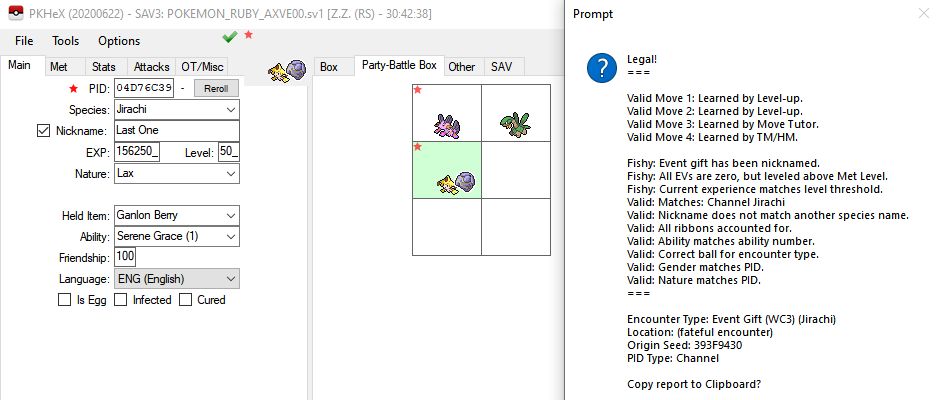 PKHeX (20200622) - SAV3: POKEMON_RUBY_AXVE00.sv1 [Z.Z. (RS) - 30:42:38]
File Tools Options
Main Met Stats Attacks OT/Misc
PID: 04D76C39 - Reroll
Species: Jirachi
Nickname: Last One
EXP: 156250_ Level: 50_
Nature: Lax
Held Item: Ganlon Berry
Ability: Serene Grace (1)
Friendship: 100
Language: ENG (English)
Is Egg Infected Cured
Box Party-Battle Box Other SAV
Prompt
Legal!
===
Valid Move 1: Learned by Level-up.
Valid Move 2: Learned by Level-up.
Valid Move 3: Learned by Move Tutor.
Valid Move 4: Learned by TM/HM.
Fishy: Event gift has been nicknamed.
Fishy: All EVs are zero, but leveled above Met Level.
Fishy: Current experience matches level threshold.
Valid: Matches: Channel Jirachi
Valid: Nickname does not match another species name.
Valid: All ribbons accounted for.
Valid: Ability matches ability number.
Valid: Correct ball for encounter type.
Valid: Gender matches PID.
Valid: Nature matches PID.
===
Encounter Type: Event Gift (WC3) (Jirachi)
Location: (fateful encounter)
Origin Seed: 393F9430
PID Type: Channel
Copy report to Clipboard?